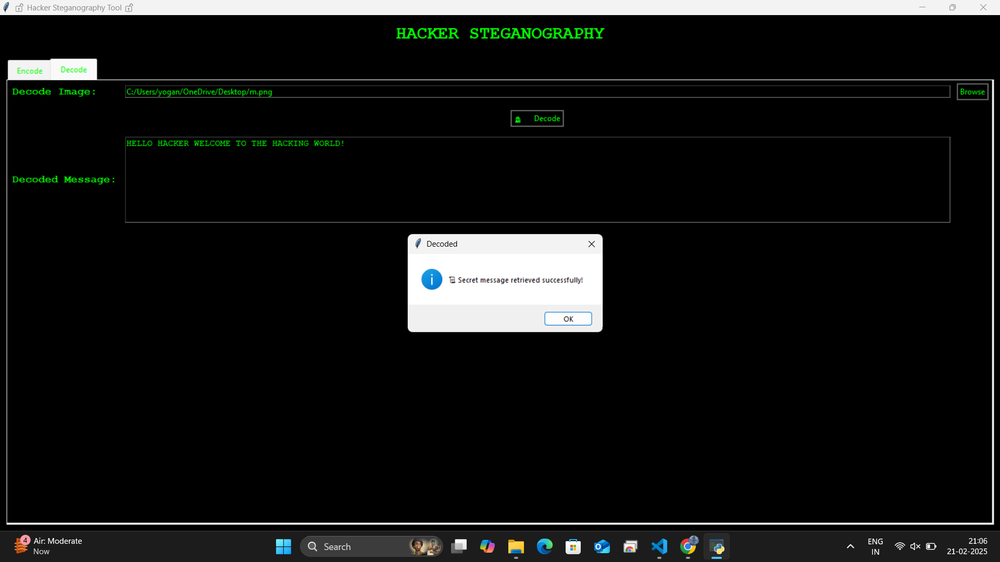 Hacker Steganography Tool
HACKER STEGANOGRAPHY
Encode
Decode
Decode Image:
C:/Users/yogan/OneDrive/Desktop/m.png
Browse
Decode
HELLO HACKER WELCOME TO THE HACKING WORLD!
Decoded Message:
Decoded
Secret message retrieved successfully!
OK
4
Air: Moderate
Now
Search
ENG
IN
21:06
21-02-2025